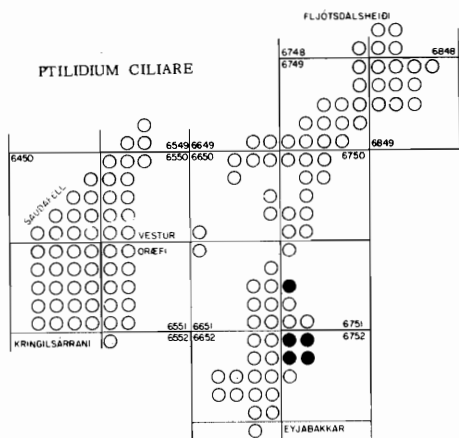 FLJÓTSDALSHEIÐI
PTILIDIUM CILIARE
6748 6848
6749
6849
6549 6649
6450 6550 6650 6750
SAUÐAFELL
VESTUR
ÖRÆFI
6551 6651 6751
KRINGILSÁRRANI 6552 6652 6752
EYJABAKKAR